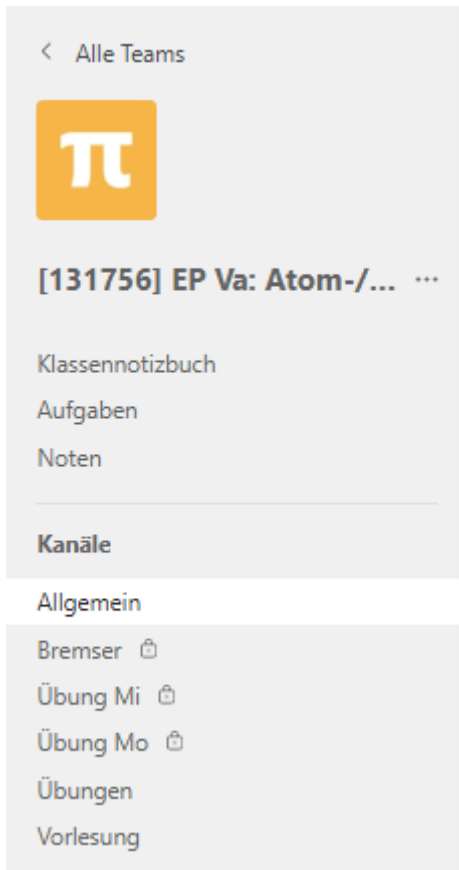 Alle Teams
π
[131756] EP Va: Atom-/... ...
Klassennotizbuch
Aufgaben
Noten
Kanäle
Allgemein
Bremser
Übung Mi
Übung Mo
Übungen
Vorlesung